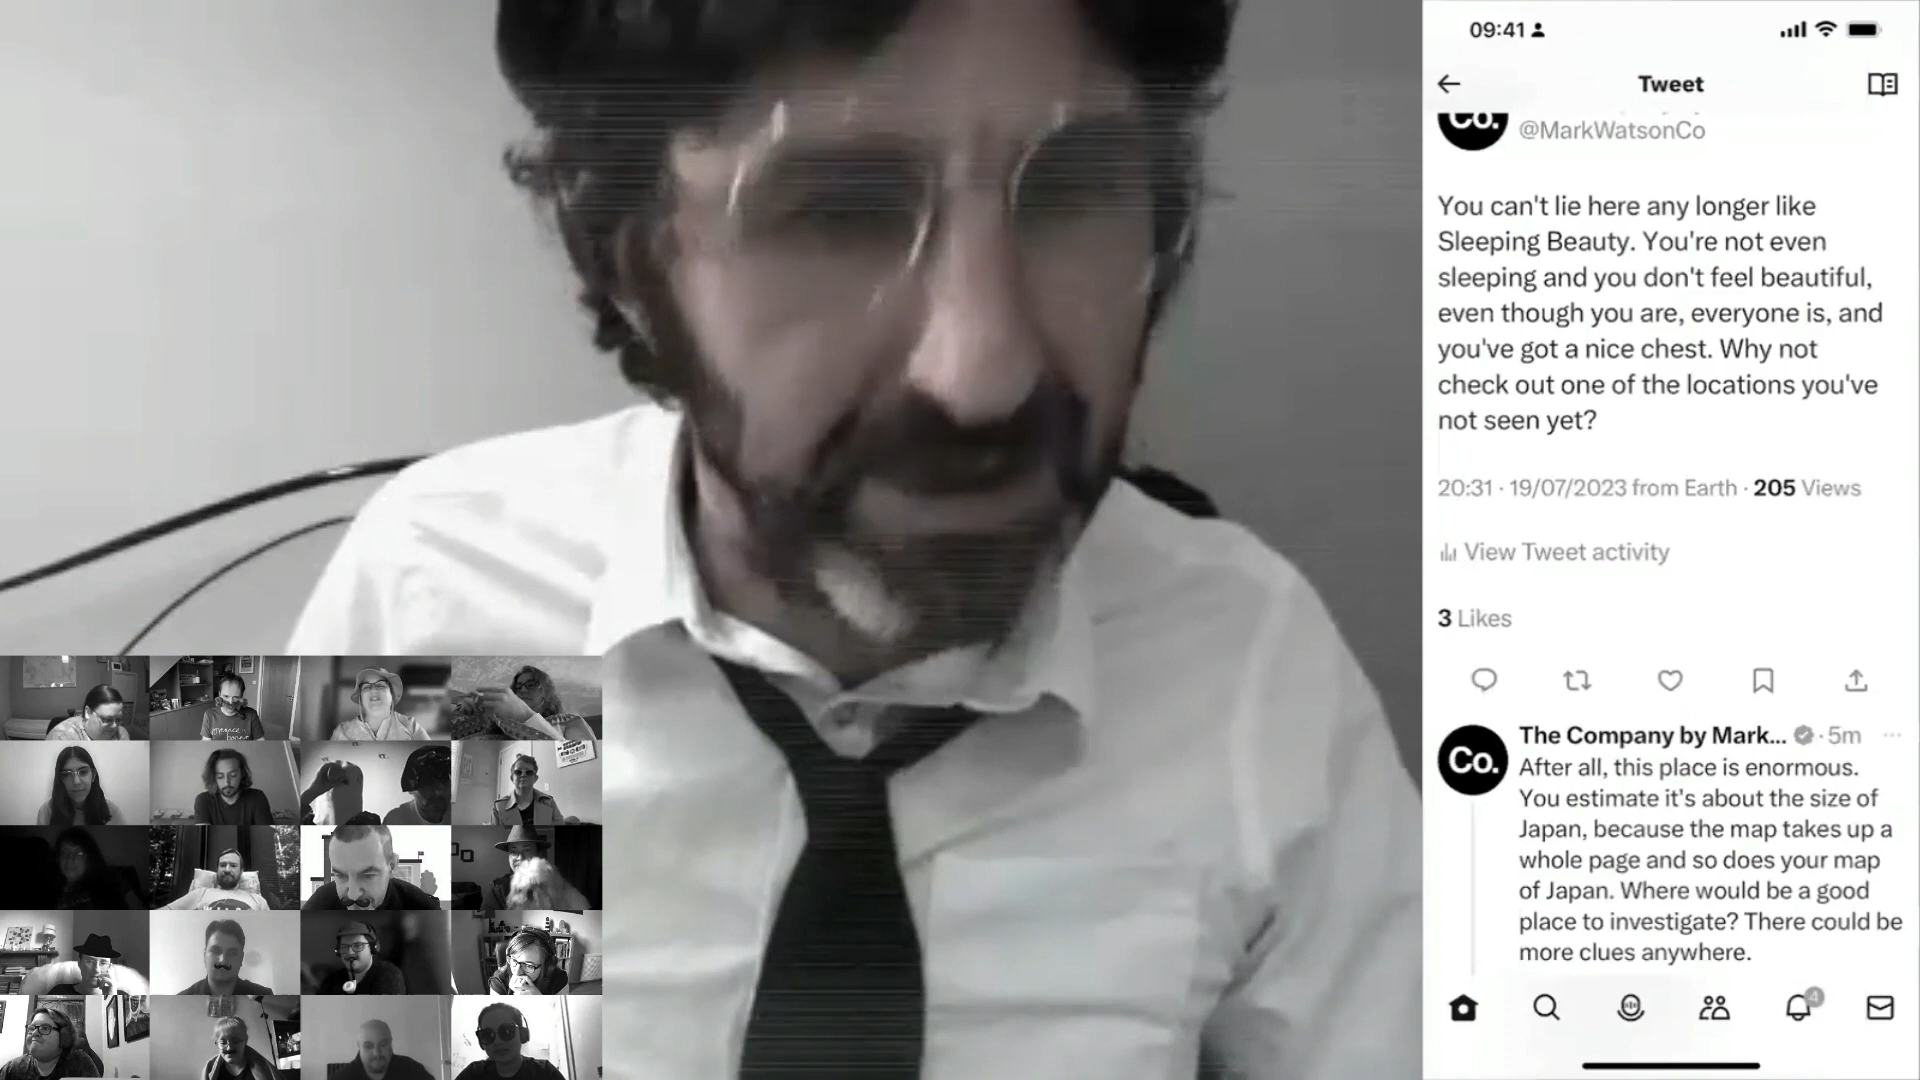 09:41
Tweet
Co.
@MarkWatsonCo
You can't lie here any longer like
Sleeping Beauty. You're not even
sleeping and you don't feel beautiful,
even though you are, everyone is, and
you've got a nice chest. Why not
check out one of the locations you've
not seen yet?
20:31 · 19/07/2023 from Earth · 205 Views
View Tweet activity
3 Likes
Co.
The Company by Mark... · 5m
After all, this place is enormous.
You estimate it's about the size of
Japan, because the map takes up a
whole page and so does your map
of Japan. Where would be a good
place to investigate? There could be
more clues anywhere.
4